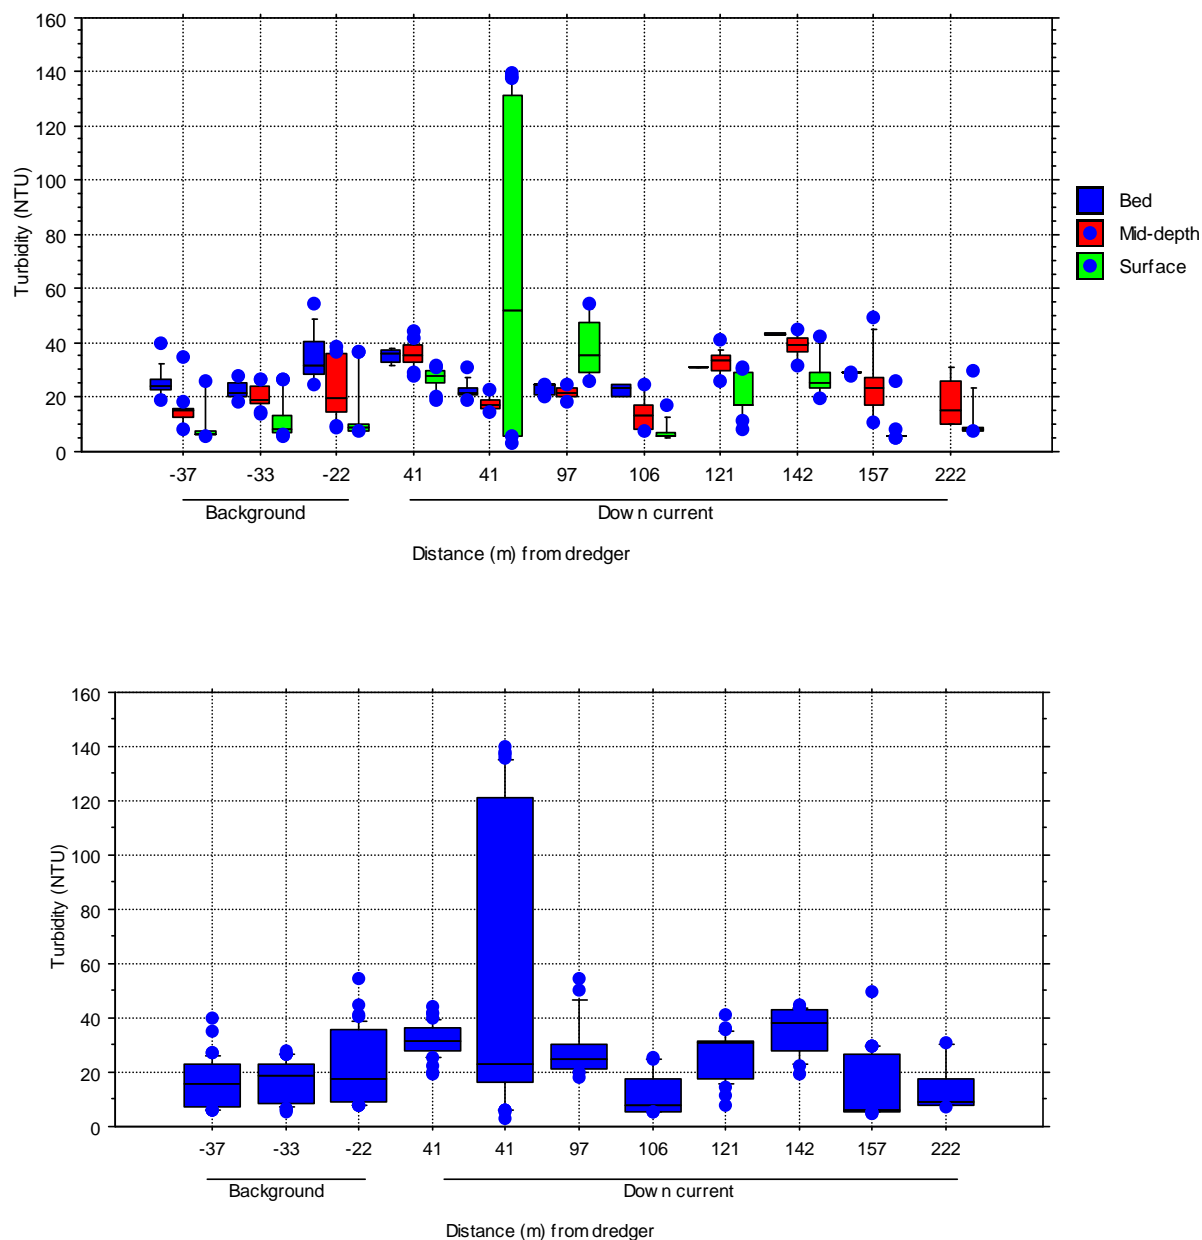 160
140
120
100
80
60
40
20
0
Turbidity (NTU)
Bed
Mid-depth
Surface
-37 -33 -22 41 41 97 106 121 142 157 222
Background Down current
Distance (m) from dredger
160
140
120
100
80
60
40
20
0
Turbidity (NTU)
-37 -33 -22 41 41 97 106 121 142 157 222
Background Down current
Distance (m) from dredger